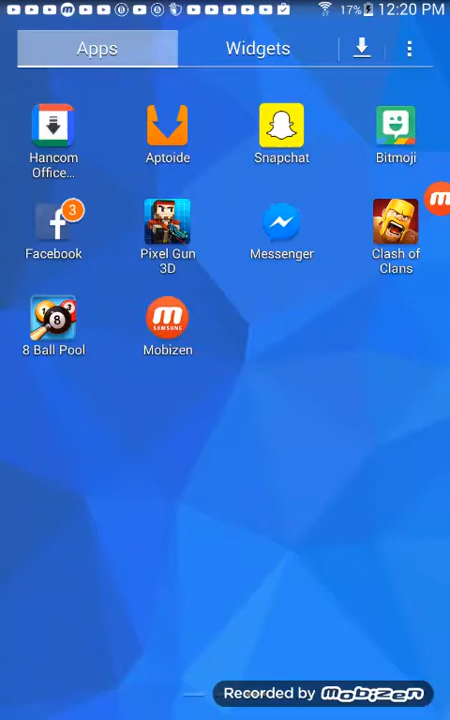 17% 12:20 PM
Apps Widgets
Hancom Office... Aptoide Snapchat Bitmoji
3
Facebook Pixel Gun 3D Messenger Clash of Clans
8 Ball Pool Mobizen
SAMSUNG
Recorded by Mobizen